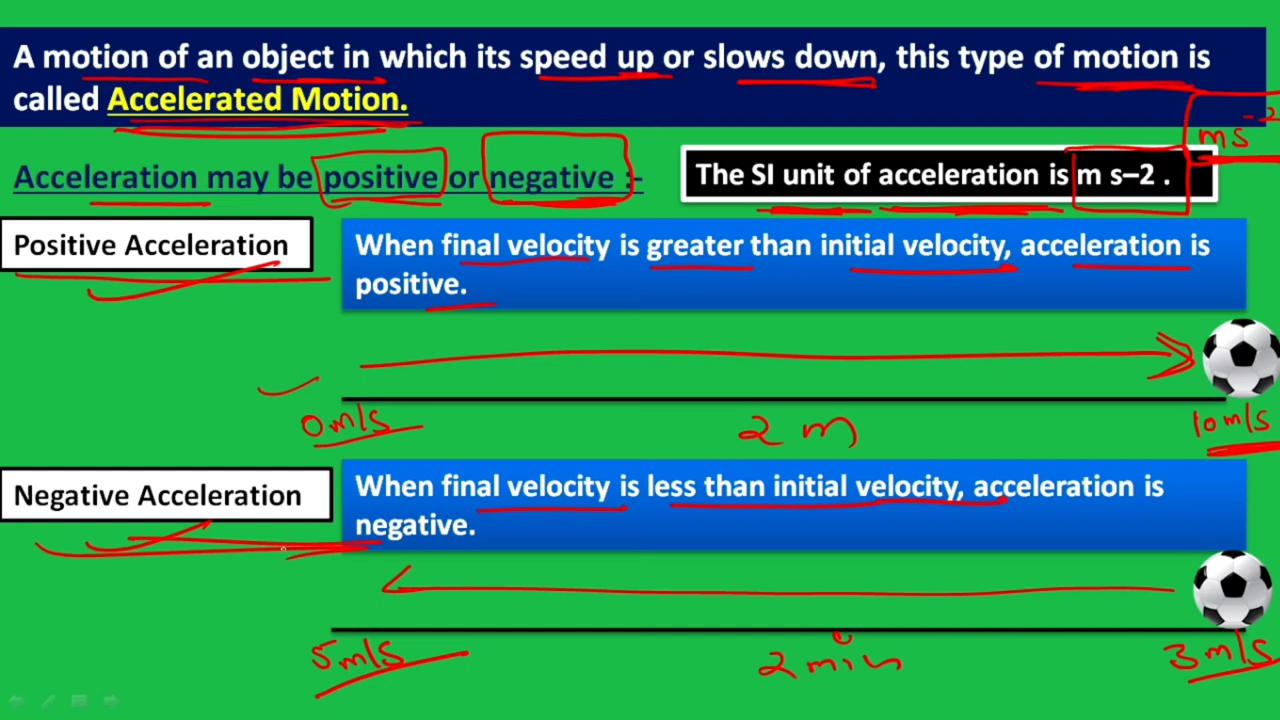 A motion of an object in which its speed up or slows down, this type of motion is
called Accelerated Motion.
ms-2
Acceleration may be positive or negative :-
The SI unit of acceleration is m s–2 .
Positive Acceleration
When final velocity is greater than initial velocity, acceleration is
positive.
0m/s
2 m
10m/s
Negative Acceleration
When final velocity is less than initial velocity, acceleration is
negative.
5m/s
2 min
3m/s